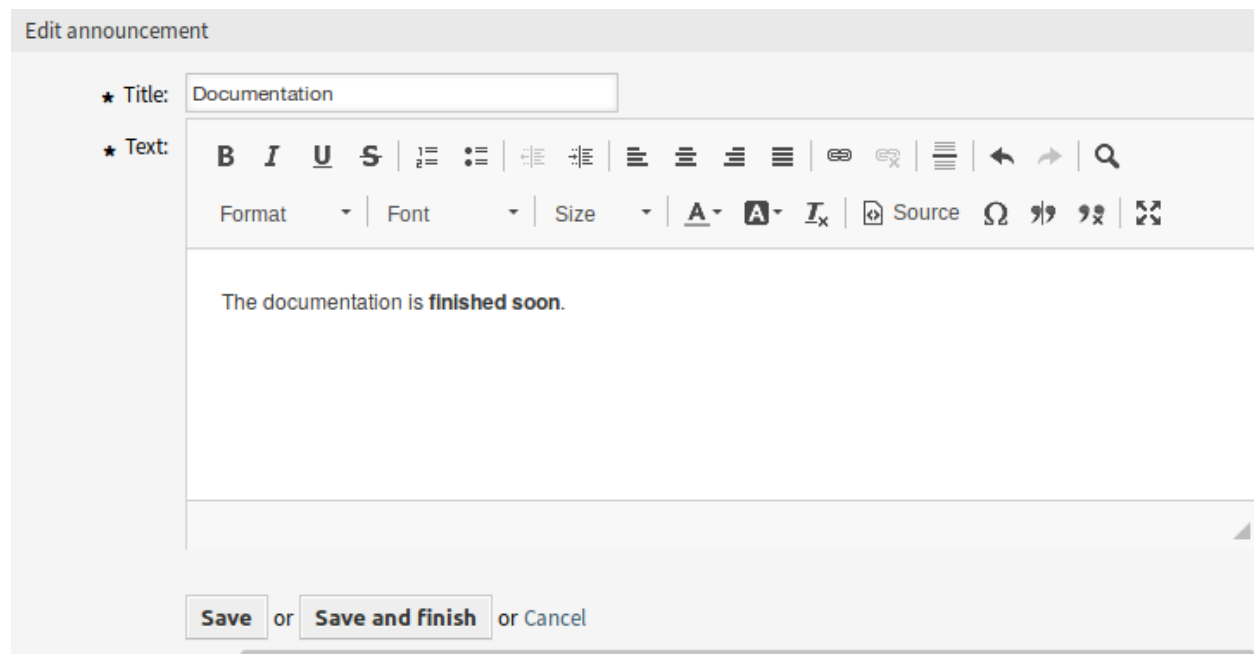 Edit announcement
★ Title: Documentation
★ Text:
B I U S
Format Font Size A A Ix Source Ω
The documentation is finished soon.
Save or Save and finish or Cancel